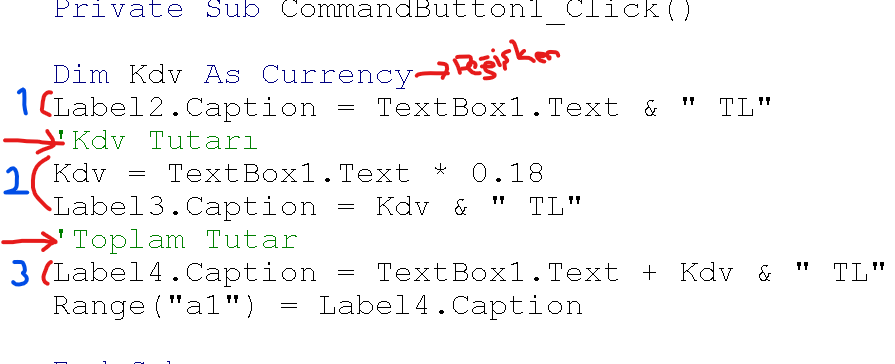 Private Sub CommandButton1_Click()
Dim Kdv As Currency → Değişken
1 Label2.Caption = TextBox1.Text & " TL"
'Kdv Tutarı
2 Kdv = TextBox1.Text * 0.18
Label3.Caption = Kdv & " TL"
'Toplam Tutar
3 Label4.Caption = TextBox1.Text + Kdv & " TL"
Range("a1") = Label4.Caption
End Sub